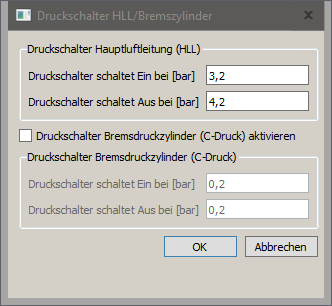 Druckschalter HLL/Bremszylinder
Druckschalter Hauptluftleitung (HLL)
Druckschalter schaltet Ein bei [bar] 3,2
Druckschalter schaltet Aus bei [bar] 4,2
Druckschalter Bremsdruckzylinder (C-Druck) aktivieren
Druckschalter Bremsdruckzylinder (C-Druck)
Druckschalter schaltet Ein bei [bar] 0,2
Druckschalter schaltet Aus bei [bar] 0,2
OK Abbrechen